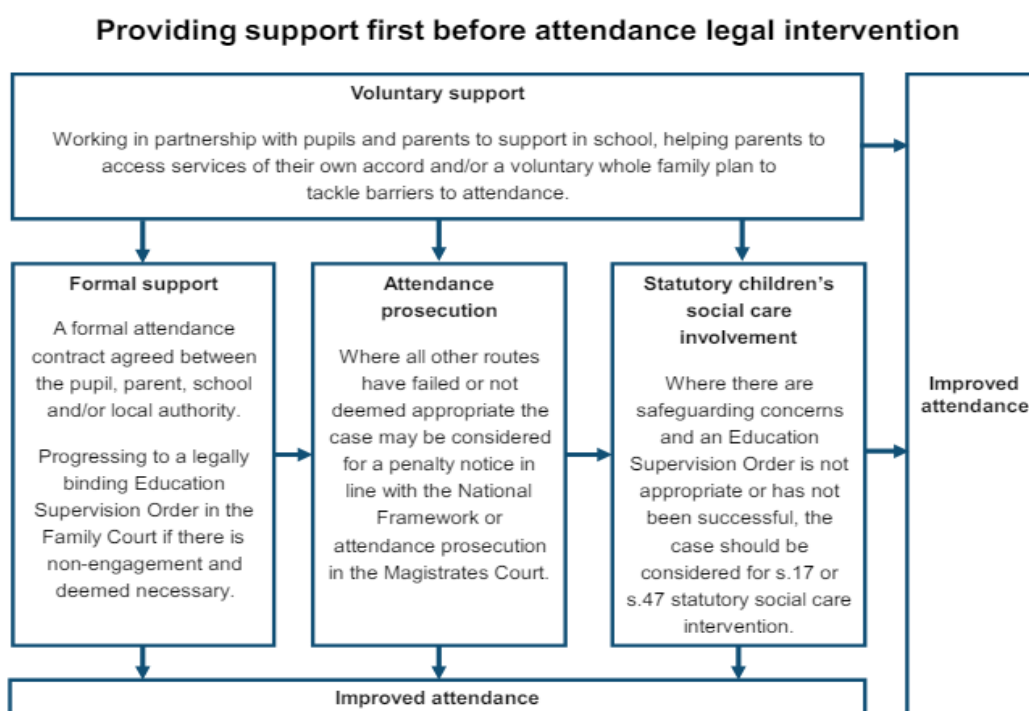 Providing support first before attendance legal intervention
Voluntary support
Working in partnership with pupils and parents to support in school, helping parents to
access services of their own accord and/or a voluntary whole family plan to
tackle barriers to attendance.
Formal support
A formal attendance
contract agreed between
the pupil, parent, school
and/or local authority.
Progressing to a legally
binding Education
Supervision Order in the
Family Court if there is
non-engagement and
deemed necessary.
Attendance
prosecution
Where all other routes
have failed or not
deemed appropriate the
case may be considered
for a penalty notice in
line with the National
Framework or
attendance prosecution
in the Magistrates Court.
Statutory children's
social care
involvement
Where there are
safeguarding concerns
and an Education
Supervision Order is not
appropriate or has not
been successful, the
case should be
considered for s.17 or
s.47 statutory social care
intervention.
Improved
attendance
Improved attendance